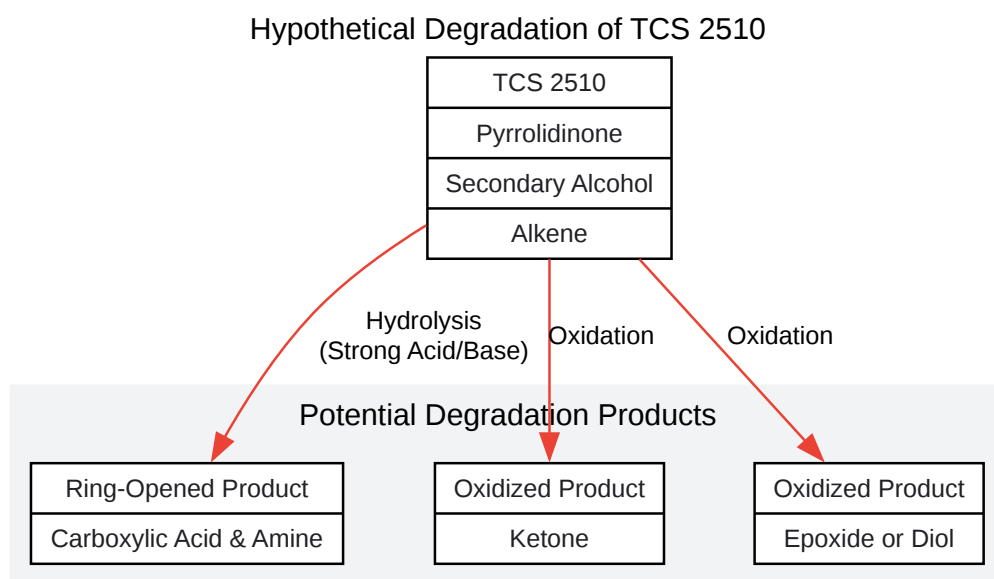 Hypothetical Degradation of TCS 2510
TCS 2510
Pyrrolidinone
Secondary Alcohol
Alkene
Hydrolysis
(Strong Acid/Base)
Oxidation
Oxidation
Potential Degradation Products
Ring-Opened Product
Carboxylic Acid & Amine
Oxidized Product
Ketone
Oxidized Product
Epoxide or Diol